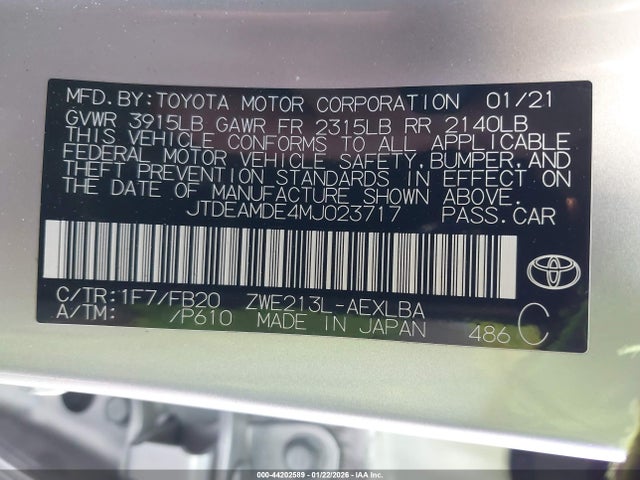 MFD.BY:TOYOTA MOTOR CORPORATION 01/21
GVWR 3915LB GAWR FR 2315LB RR 2140LB
THIS VEHICLE CONFORMS TO ALL APPLICABLE
FEDERAL MOTOR VEHICLE SAFETY,BUMPER,AND
THEFT PREVENTION STANDARDS IN EFFECT ON
THE DATE OF MANUFACTURE SHOWN ABOVE.
JTDEAMDE4MJ023717 PASS.CAR
C/TR:1F7/FB20 ZWE213L-AEXLBA
A/TM: /P610 MADE IN JAPAN 486 C
000-44202589 - 01/22/2026 - IAA Inc.